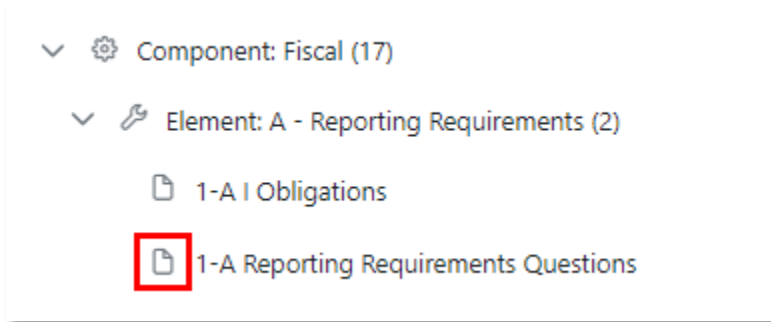 Component: Fiscal (17)
Element: A - Reporting Requirements (2)
1-A I Obligations
1-A Reporting Requirements Questions